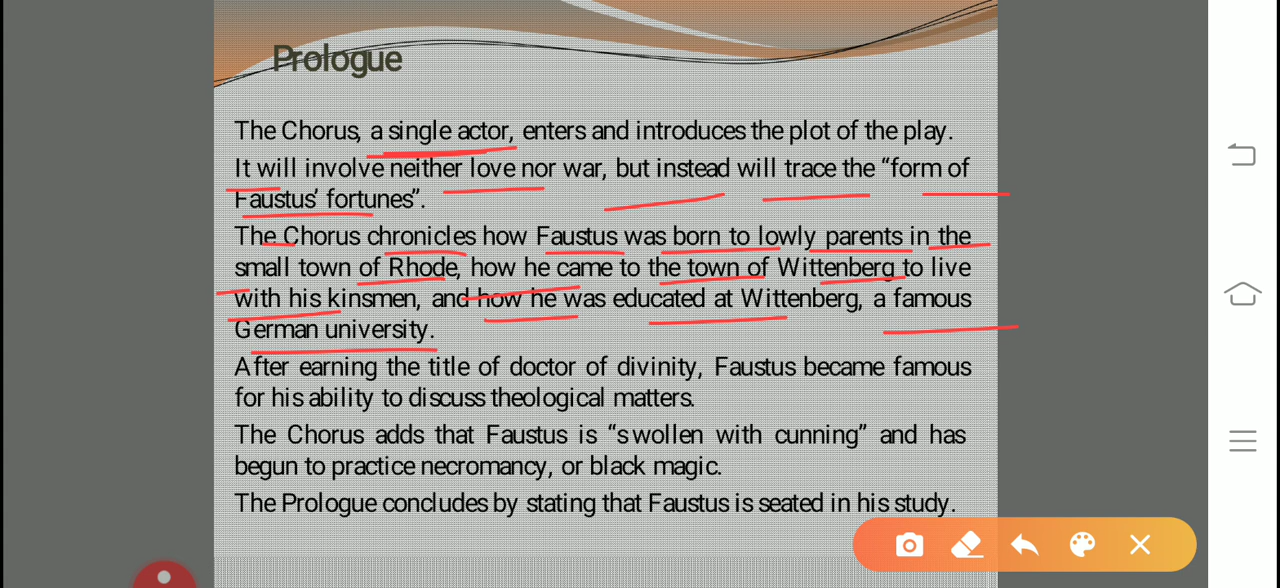 Prologue
The Chorus, a single actor, enters and introduces the plot of the play.
It will involve neither love nor war, but instead will trace the “form of
Faustus’ fortunes”.
The Chorus chronicles how Faustus was born to lowly parents in the
small town of Rhode, how he came to the town of Wittenberg to live
with his kinsmen, and how he was educated at Wittenberg, a famous
German university.
After earning the title of doctor of divinity, Faustus became famous
for his ability to discuss theological matters.
The Chorus adds that Faustus is “swollen with cunning” and has
begun to practice necromancy, or black magic.
The Prologue concludes by stating that Faustus is seated in his study.